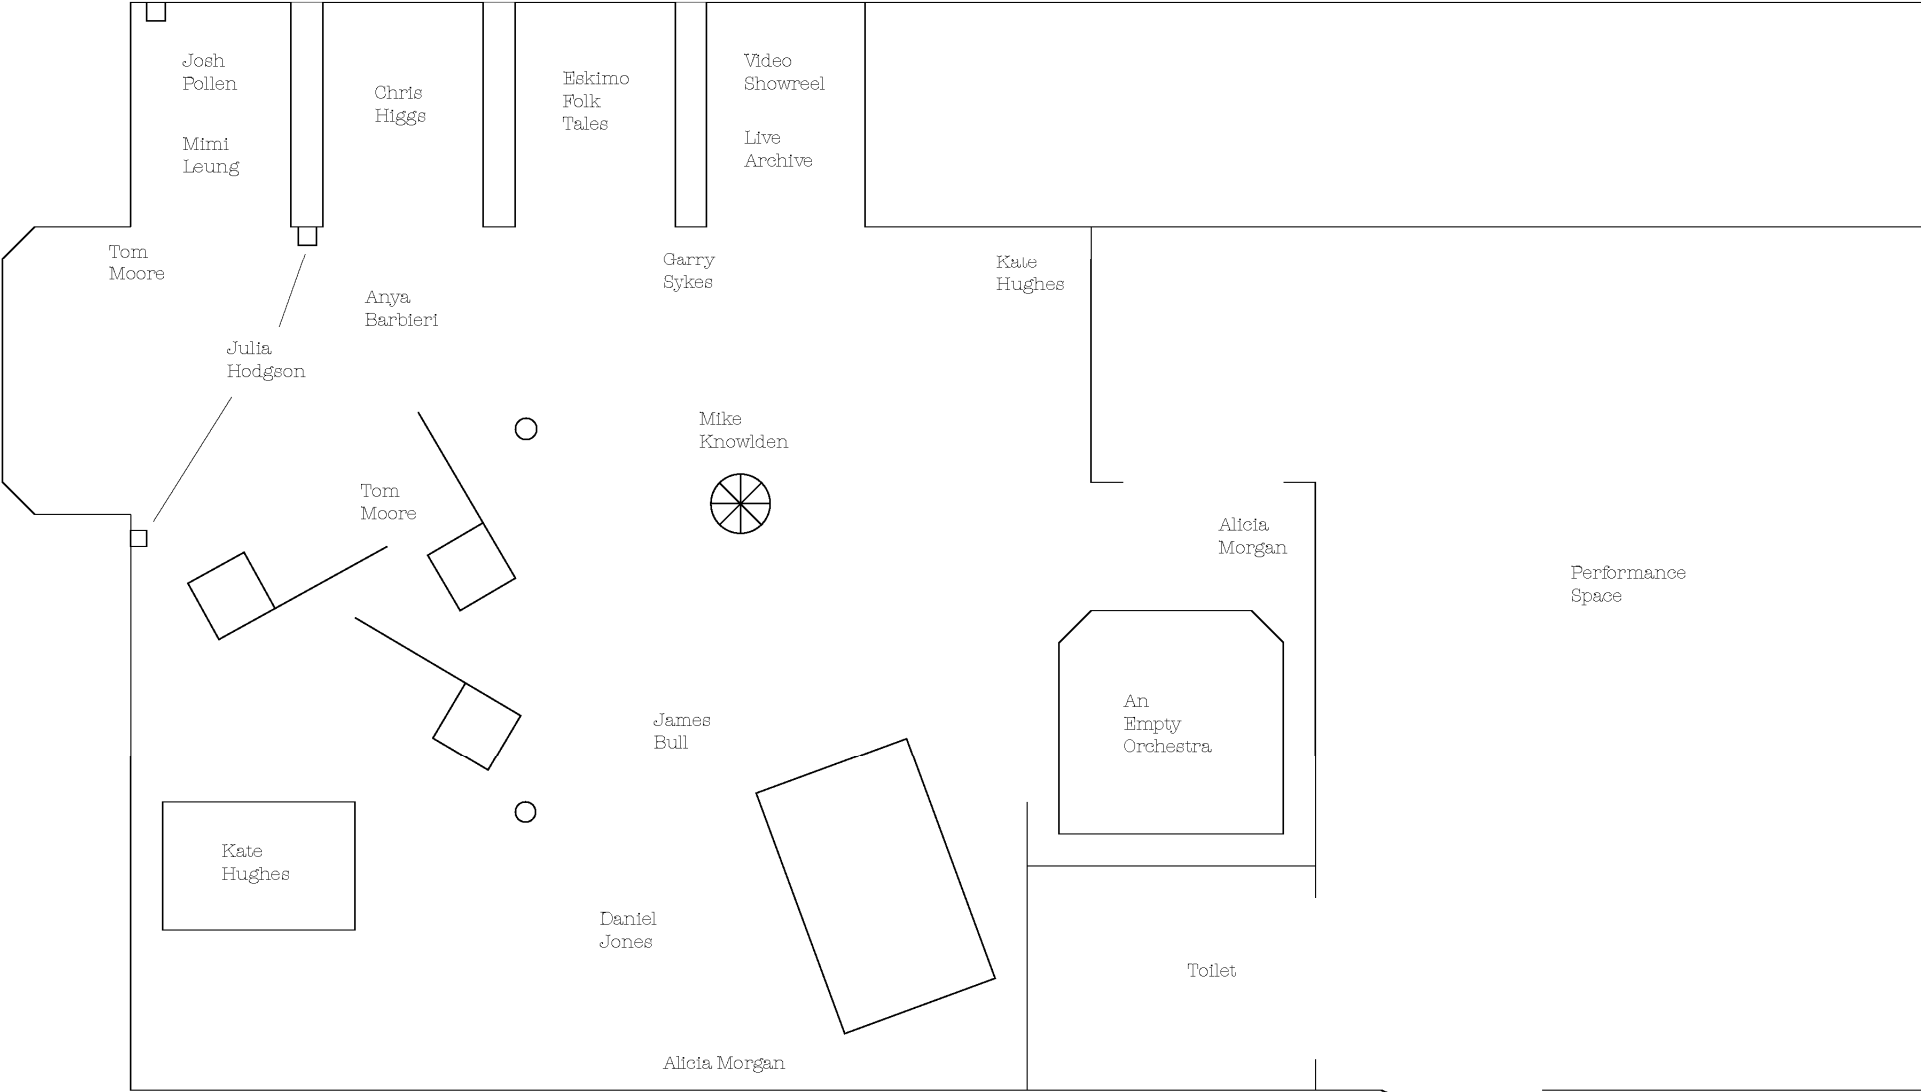 Josh
Pollen
Mimi
Leung
Chris
Higgs
Eskimo
Folk
Tales
Video
Showreel
Live
Archive
Tom
Moore
Anya
Barbieri
Garry
Sykes
Kate
Hughes
Julia
Hodgson
Mike
Knowlden
Tom
Moore
Alicia
Morgan
Performance
Space
James
Bull
An
Empty
Orchestra
Kate
Hughes
Daniel
Jones
Toilet
Alicia Morgan